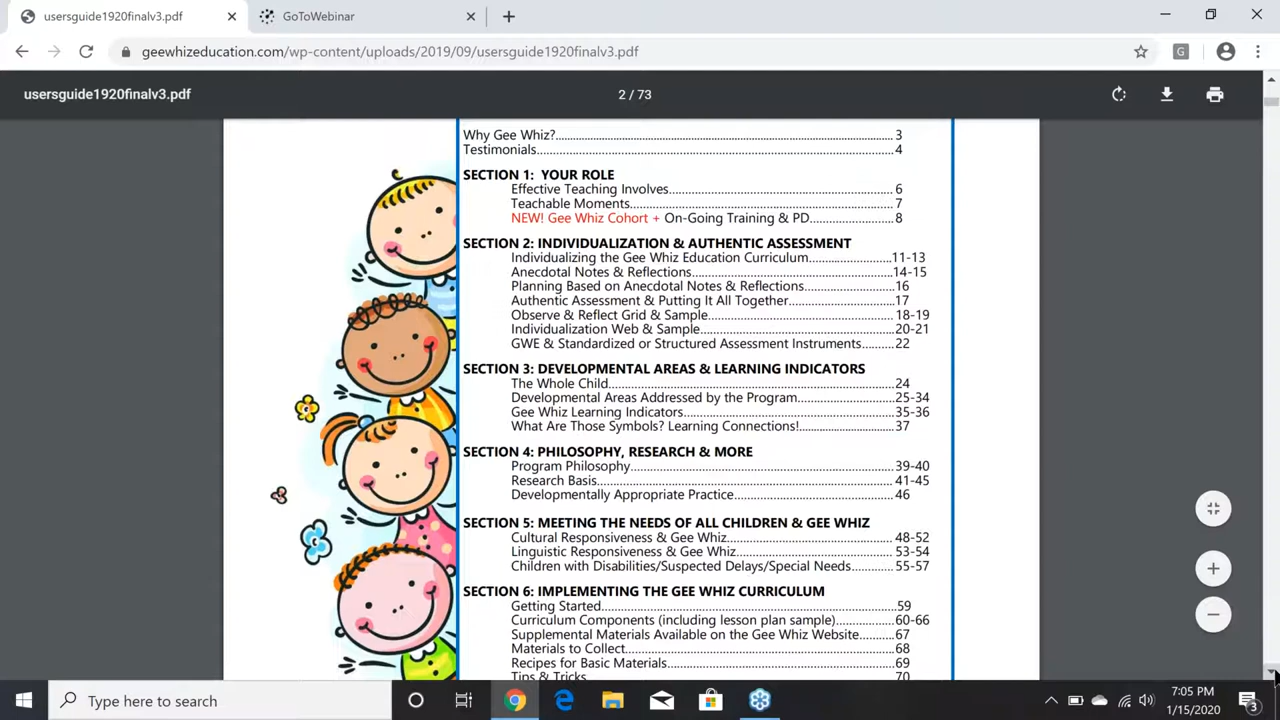 usersguide1920finalv3.pdf
GoToWebinar
geewhizeducation.com/wp-content/uploads/2019/09/usersguide1920finalv3.pdf
G
usersguide1920finalv3.pdf
2 / 73
Why Gee Whiz?........ 3
Testimonials........ 4
SECTION 1: YOUR ROLE
Effective Teaching Involves........ 6
Teachable Moments........ 7
NEW! Gee Whiz Cohort + On-Going Training & PD........ 8
SECTION 2: INDIVIDUALIZATION & AUTHENTIC ASSESSMENT
Individualizing the Gee Whiz Education Curriculum........11-13
Anecdotal Notes & Reflections........14-15
Planning Based on Anecdotal Notes & Reflections........ 16
Authentic Assessment & Putting It All Together........ 17
Observe & Reflect Grid & Sample........ 18-19
Individualization Web & Sample........ 20-21
GWE & Standardized or Structured Assessment Instruments........ 22
SECTION 3: DEVELOPMENTAL AREAS & LEARNING INDICATORS
The Whole Child........ 24
Developmental Areas Addressed by the Program........ 25-34
Gee Whiz Learning Indicators........ 35-36
What Are Those Symbols? Learning Connections!........ 37
SECTION 4: PHILOSOPHY, RESEARCH & MORE
Program Philosophy........ 39-40
Research Basis........ 41-45
Developmentally Appropriate Practice........ 46
SECTION 5: MEETING THE NEEDS OF ALL CHILDREN & GEE WHIZ
Cultural Responsiveness & Gee Whiz........ 48-52
Linguistic Responsiveness & Gee Whiz........ 53-54
Children with Disabilities/Suspected Delays/Special Needs........ 55-57
SECTION 6: IMPLEMENTING THE GEE WHIZ CURRICULUM
Getting Started........59
Curriculum Components (including lesson plan sample)........ 60-66
Supplemental Materials Available on the Gee Whiz Website........67
Materials to Collect........ 68
Recipes for Basic Materials........69
Tips & Tricks........ 70
Type here to search
7:05 PM
1/15/2020
3